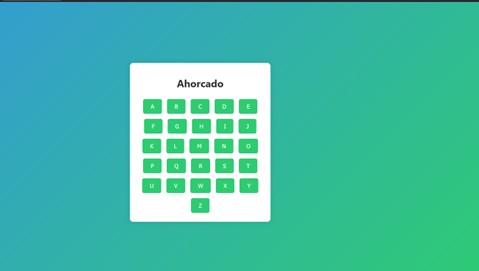 Ahorcado
A B C D E
F G H I J
K L M N O
P Q R S T
U V W X Y
Z